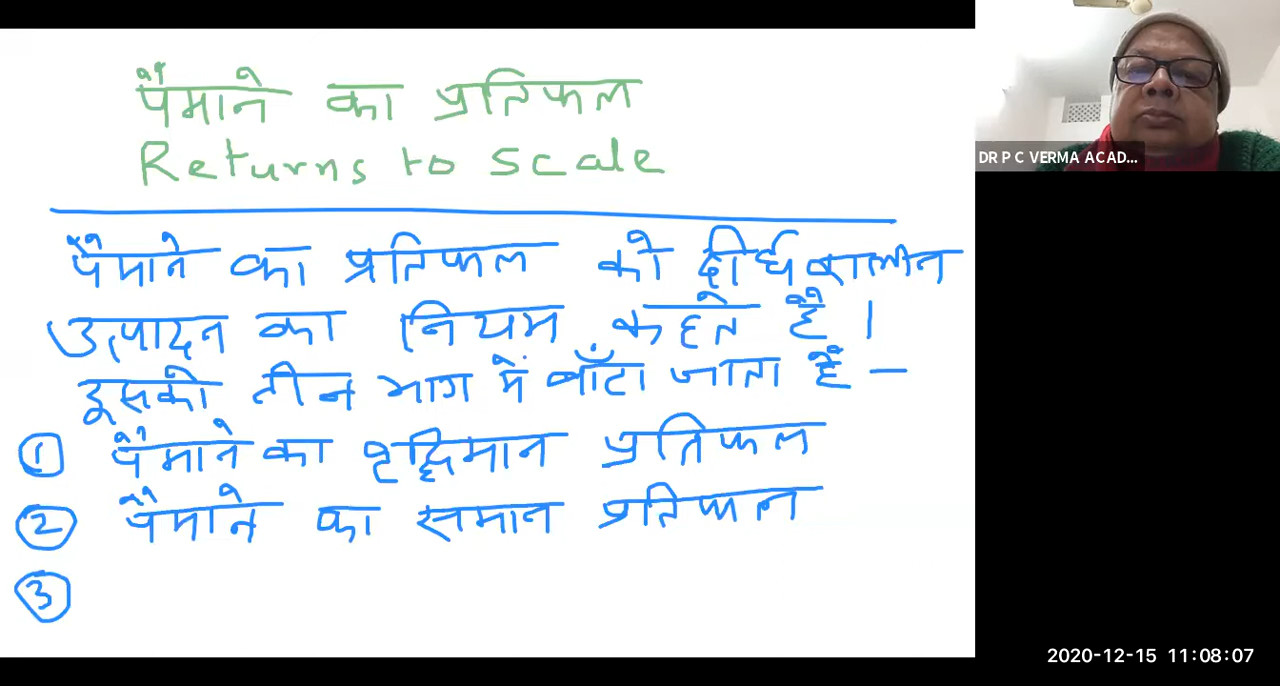 पैमाने का प्रतिफल
Returns to Scale
पैमाने का प्रतिफल को दीर्घकालीन
उत्पादन का नियम कहते हैं।
इसको तीन भाग में बाँटा जाता हैं –
① पैमाने का वृद्धिमान प्रतिफल
② पैमाने का समान प्रतिफल
③
DR P C VERMA ACAD...
2020-12-15 11:08:07